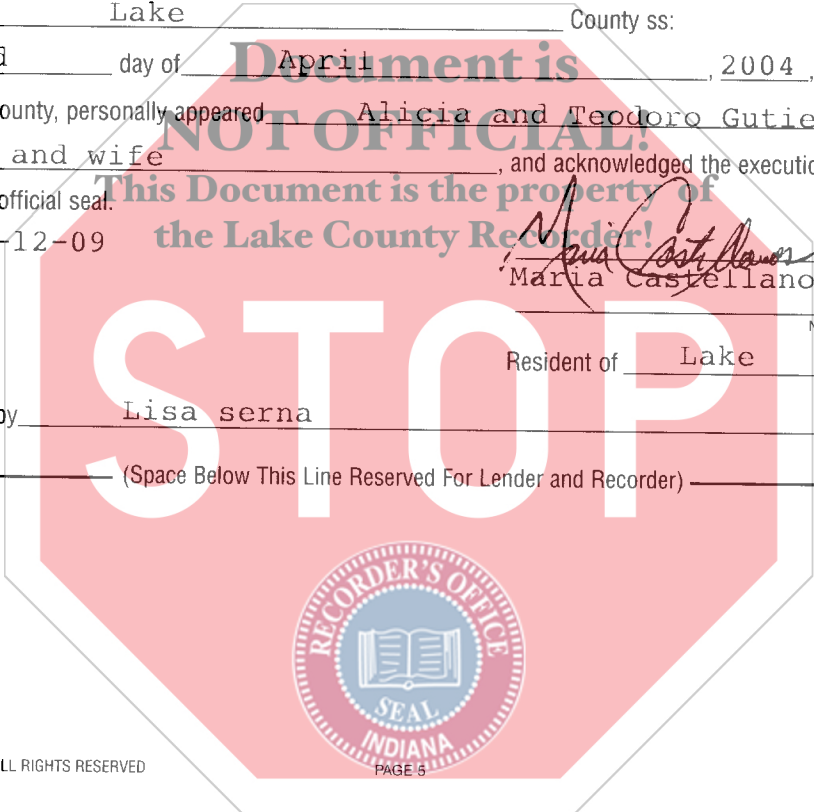 Lake County ss:
day of April , 2004 ,
Document is
ounty, personally appeared Alicia and Teodoro Gutie
NOT OFFICIAL!
and wife , and acknowledged the executio
This Document is the property of
official seal.
the Lake County Recorder!
-12-09
Maria Castellanos
Maria Castellano
STOP
Resident of Lake
by Lisa serna
(Space Below This Line Reserved For Lender and Recorder)
RECORDER'S OFFICE
SEAL
INDIANA
LL RIGHTS RESERVED PAGE 5